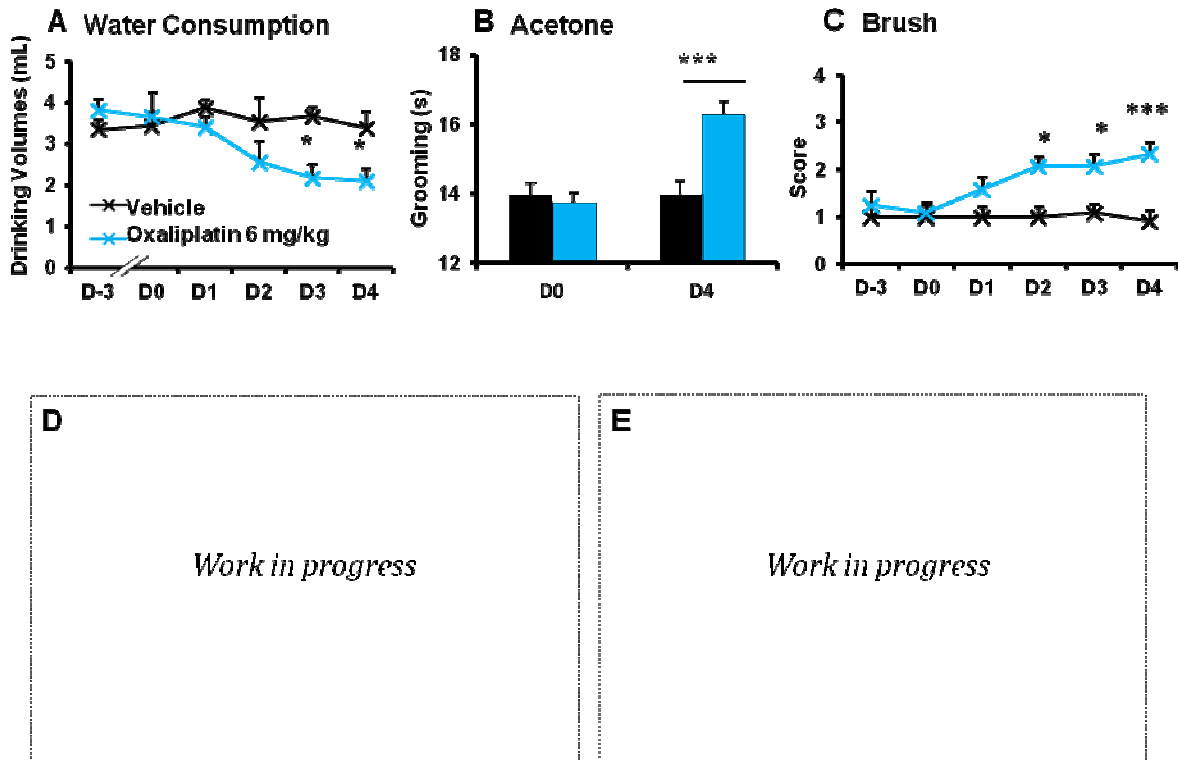 A Water Consumption
Drinking Volumes (mL)
5
4
3
2
1
0
* *
Vehicle
Oxaliplatin 6 mg/kg
D-3 D0 D1 D2 D3 D4
B Acetone
Grooming (s)
18
16
14
12
***
D0 D4
C Brush
Score
4
3
2
1
0
* * ***
D-3 D0 D1 D2 D3 D4
D
Work in progress
E
Work in progress